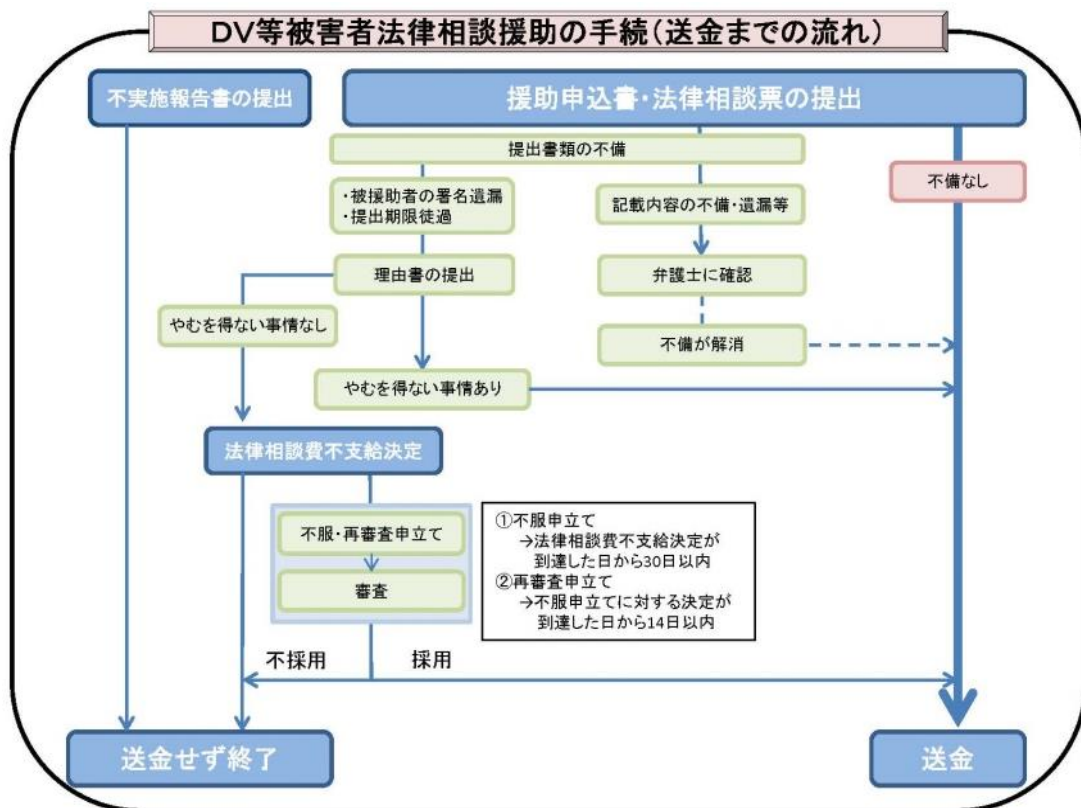 DV等被害者法律相談援助の手続(送金までの流れ)
不実施報告書の提出
援助申込書・法律相談票の提出
提出書類の不備
不備なし
・被援助者の署名遺漏
・提出期限徒過
記載内容の不備・遺漏等
理由書の提出
弁護士に確認
やむを得ない事情なし
不備が解消
やむを得ない事情あり
法律相談費不支給決定
不服・再審査申立て
審査
①不服申立て
→法律相談費不支給決定が
到達した日から30日以内
②再審査申立て
→不服申立てに対する決定が
到達した日から14日以内
不採用
採用
送金せず終了
送金